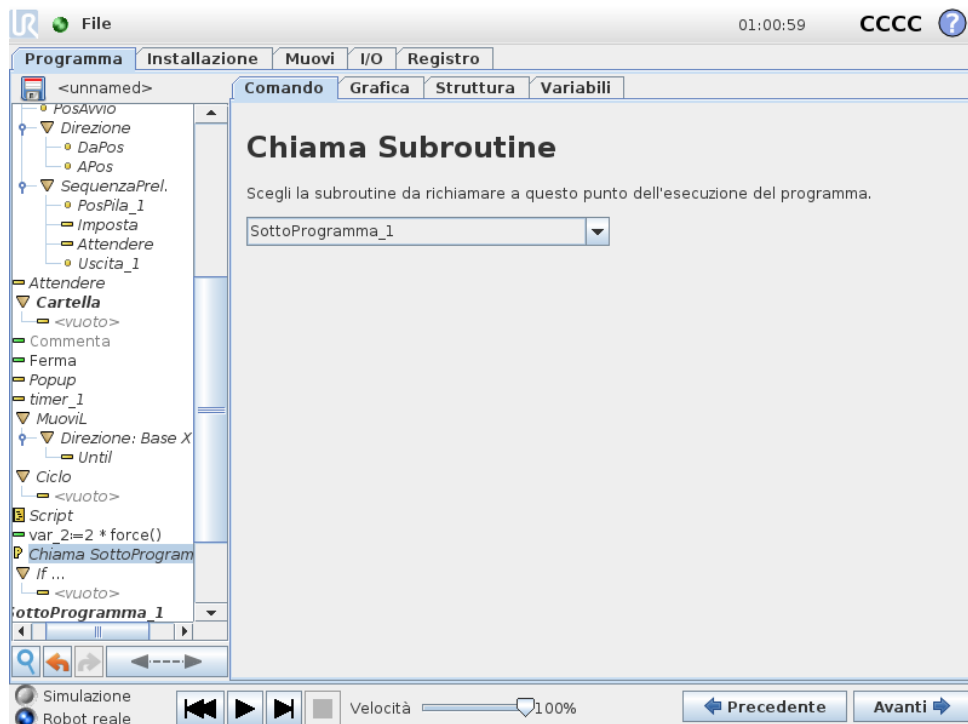 UR File 01:00:59 CCCC ?
Programma Installazione Muovi I/O Registro
<unnamed> Comando Grafica Struttura Variabili
PosAvvio
Direzione
DaPos
APos
SequenzaPrel.
PosPila_1
Imposta
Attendere
Uscita_1
Attendere
Cartella
<vuoto>
Commenta
Ferma
Popup
timer_1
MuoviL
Direzione: Base X
Until
Ciclo
<vuoto>
Script
var_2:=2 * force()
Chiama SottoProgram
If ...
<vuoto>
SottoProgramma_1
Chiama Subroutine
Scegli la subroutine da richiamare a questo punto dell'esecuzione del programma.
SottoProgramma_1
Simulazione
Robot reale
Velocità 100%
Precedente Avanti